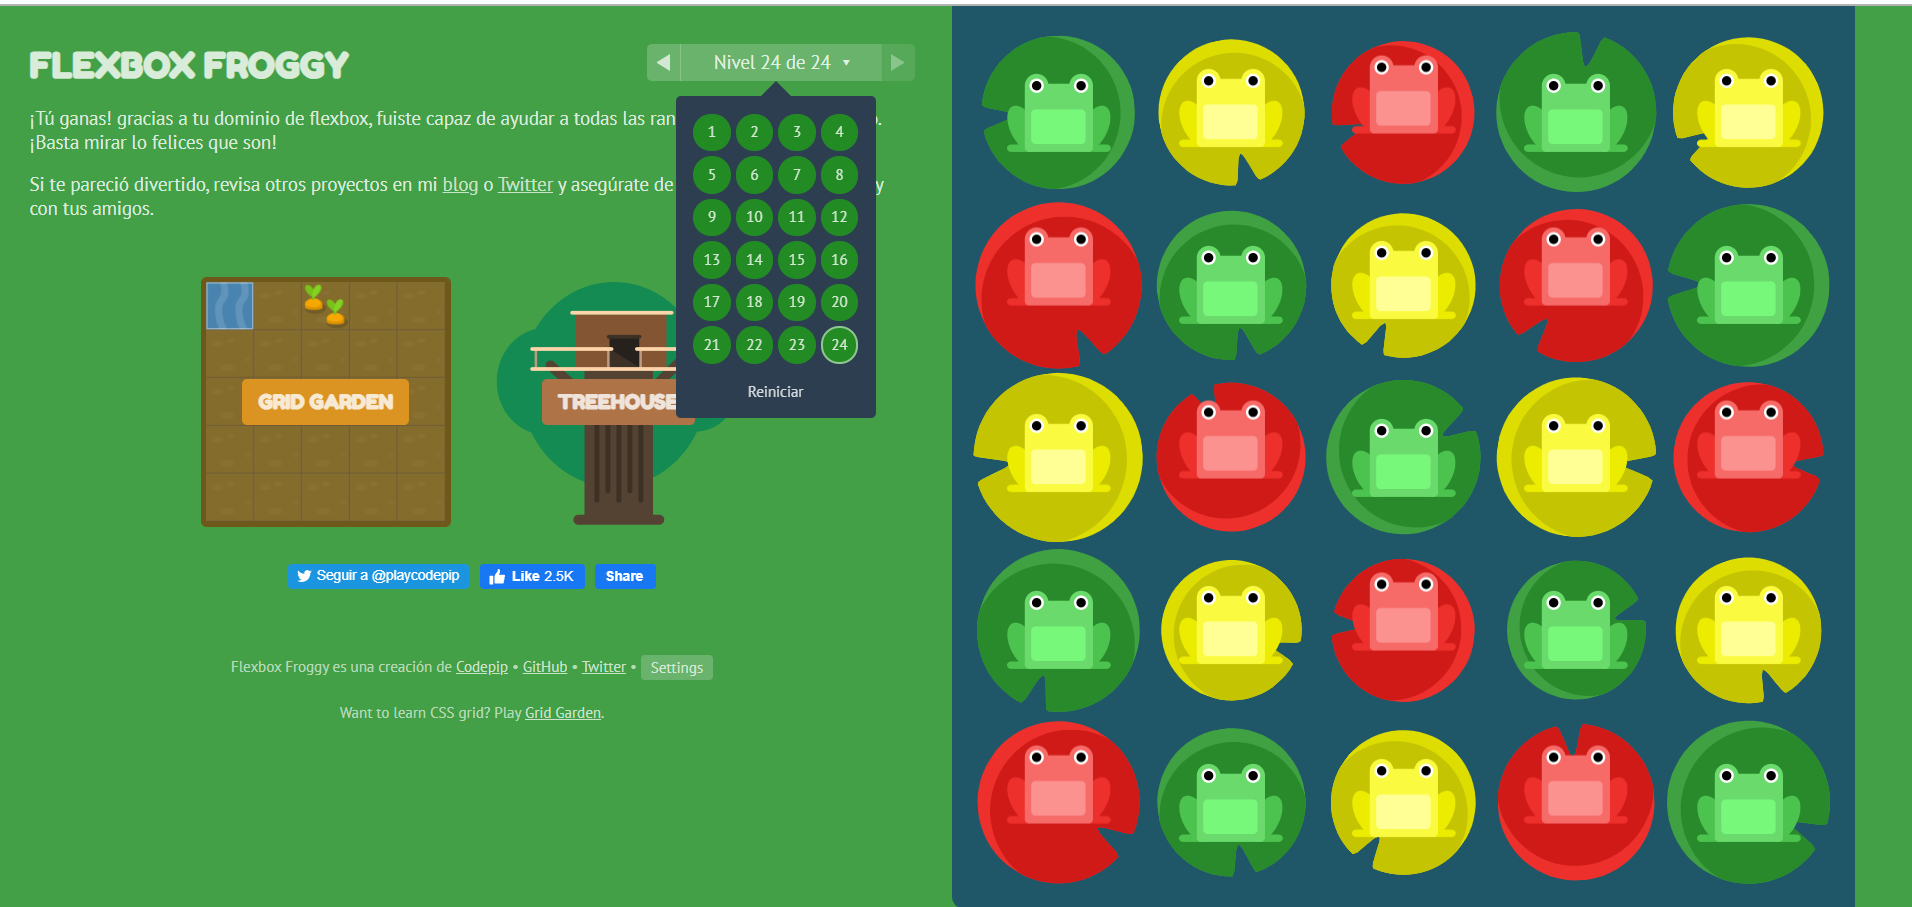 FLEXBOX FROGGY
Nivel 24 de 24
¡Tú ganas! gracias a tu dominio de flexbox, fuiste capaz de ayudar a todas las
¡Basta mirar lo felices que son!
Si te pareció divertido, revisa otros proyectos en mi blog o Twitter y asegúrate de y
con tus amigos.
1 2 3 4
5 6 7 8
9 10 11 12
13 14 15 16
17 18 19 20
21 22 23 24
Reiniciar
GRID GARDEN
TREEHOUSE
Seguir a @playcodepip
Like 2.5K
Share
Flexbox Froggy es una creación de Codepip • GitHub • Twitter • Settings
Want to learn CSS grid? Play Grid Garden.